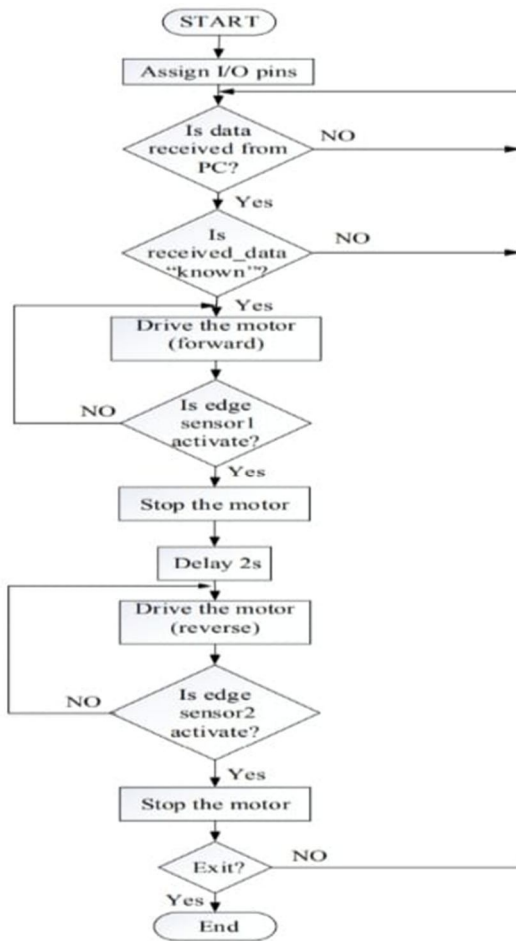 START
Assign I/O pins
Is data
received from
PC?
NO
Yes
Is
received_data
“known”?
NO
Yes
Drive the motor
(forward)
Is edge
sensor1
activate?
NO
Yes
Stop the motor
Delay 2s
Drive the motor
(reverse)
Is edge
sensor2
activate?
NO
Yes
Stop the motor
Exit?
NO
Yes
End